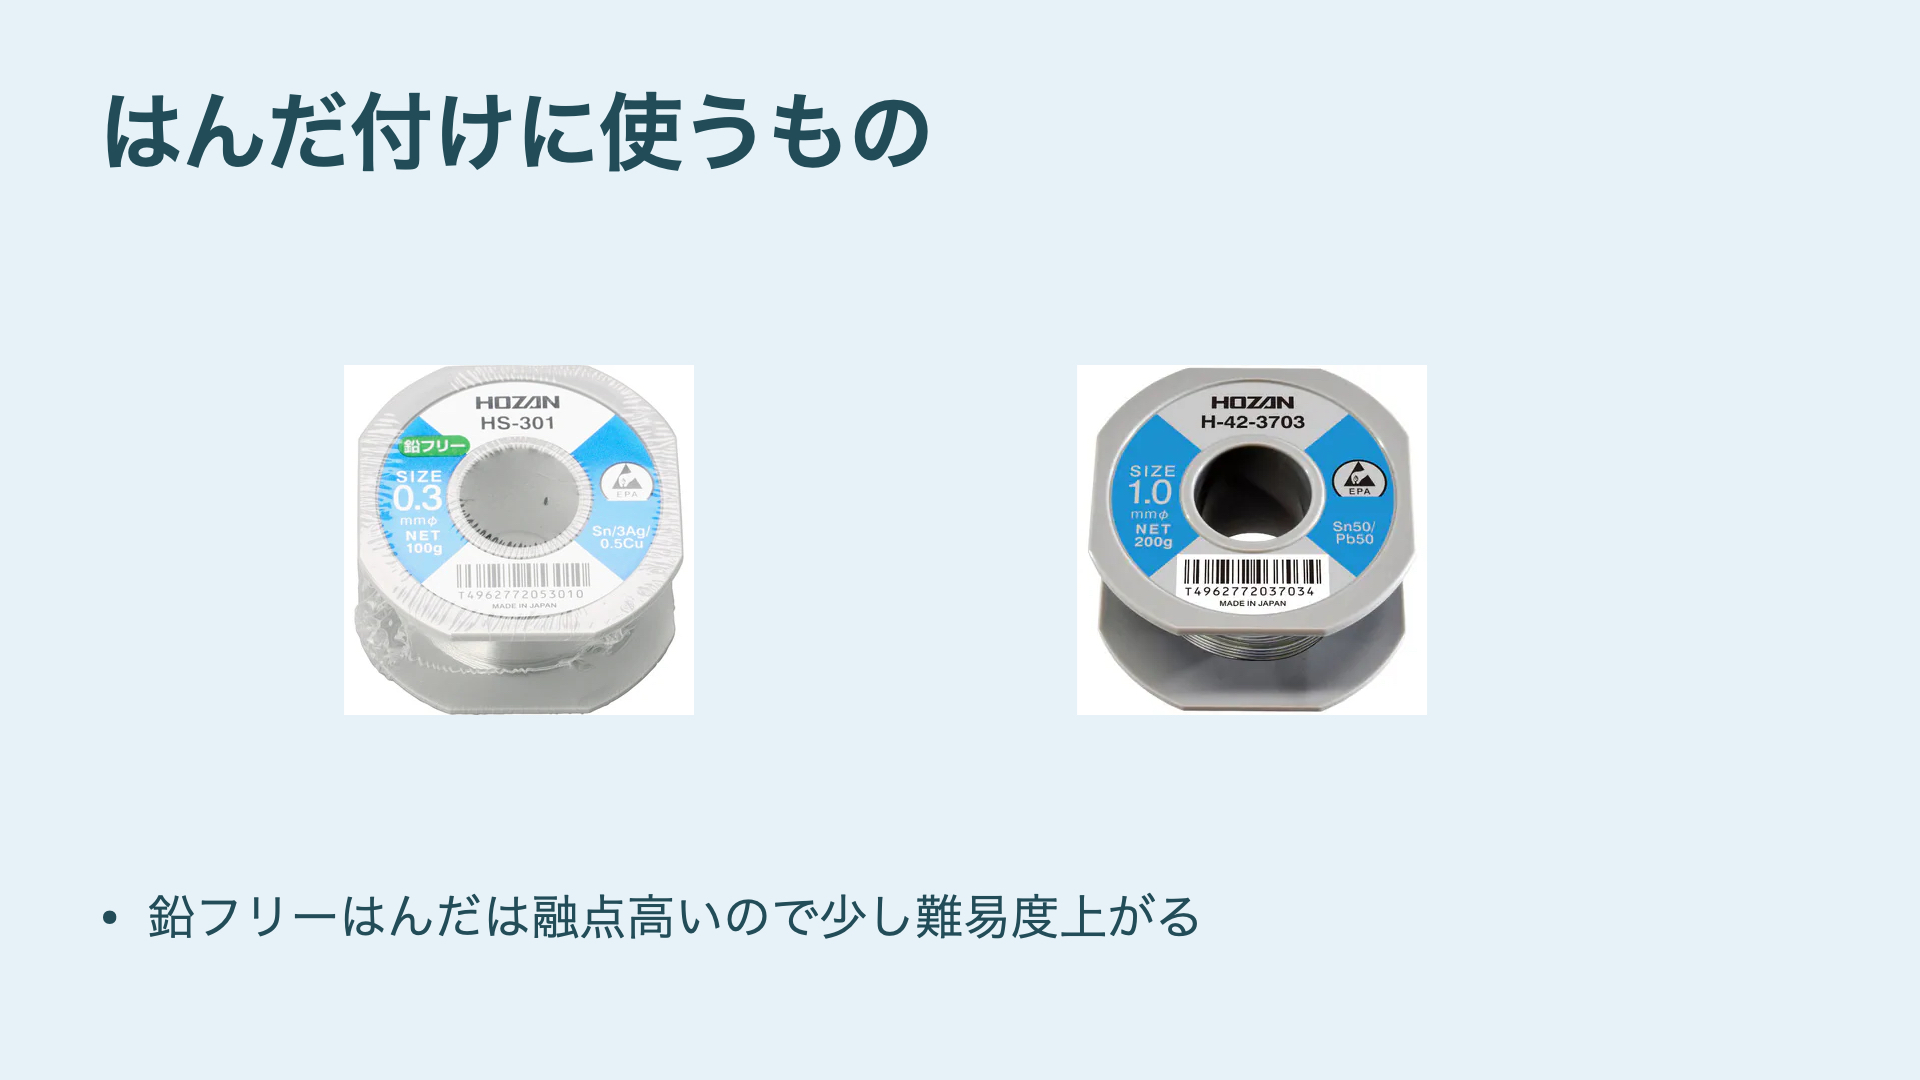 はんだ付けに使うもの
HOZAN
HS-301
鉛フリー
SIZE
0.3
mmφ
NET
100g
EPA
Sn/3Ag/
0.5Cu
T4962772053010
MADE IN JAPAN
HOZAN
H-42-3703
SIZE
1.0
mmφ
NET
200g
EPA
Sn50/
Pb50
T4962772037034
MADE IN JAPAN
• 鉛フリーはんだは融点高いので少し難易度上がる